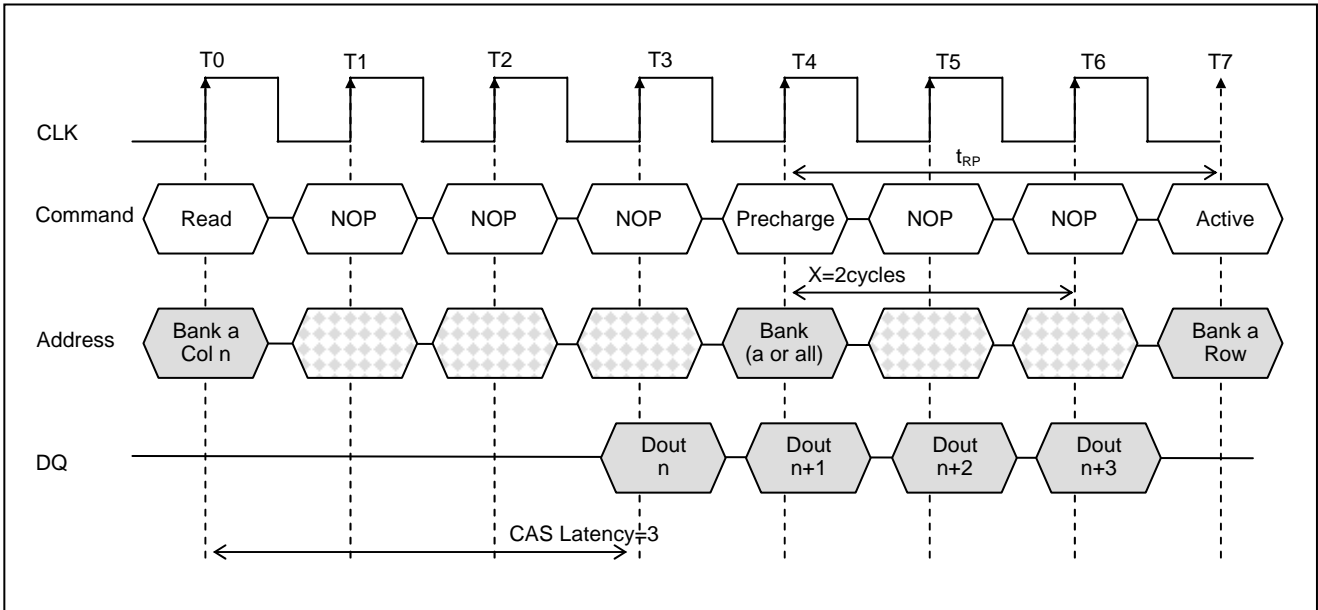 T0 T1 T2 T3 T4 T5 T6 T7
CLK
tRP
Command Read NOP NOP NOP Precharge NOP NOP Active
X=2cycles
Address Bank a Col n Bank (a or all) Bank a Row
DQ Dout n Dout n+1 Dout n+2 Dout n+3
CAS Latency=3